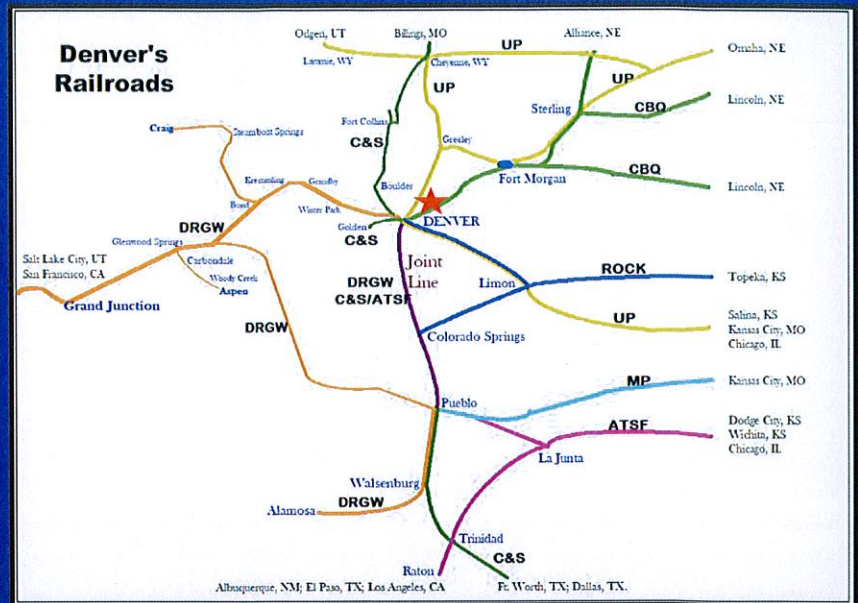 Denver's
Railroads
Odgen, UT
Billings, MO
Alliance, NE
UP
Omaha, NE
Laramie, WY
Cheyenne, WY
UP
UP
Sterling
CBQ
Lincoln, NE
Fort Collins
C&S
Greeley
Craig
Steamboat Springs
Fort Morgan
CBQ
Lincoln, NE
Boulder
Kremmling
Grandby
Bond
Winter Park
DENVER
Golden
C&S
DRGW
Glenwood Springs
Carbondale
Woody Creek
Aspen
Salt Lake City, UT
San Francisco, CA
Grand Junction
Joint
Line
DRGW
C&S/ATSF
Limon
ROCK
Topeka, KS
UP
Salina, KS
Kansas City, MO
Chicago, IL
Colorado Springs
DRGW
MP
Kansas City, MO
Pueblo
ATSF
Dodge City, KS
Wichita, KS
Chicago, IL
La Junta
Walsenburg
DRGW
Alamosa
Trinidad
C&S
Raton
Albuquerque, NM; El Paso, TX; Los Angeles, CA
Ft. Worth, TX; Dallas, TX.